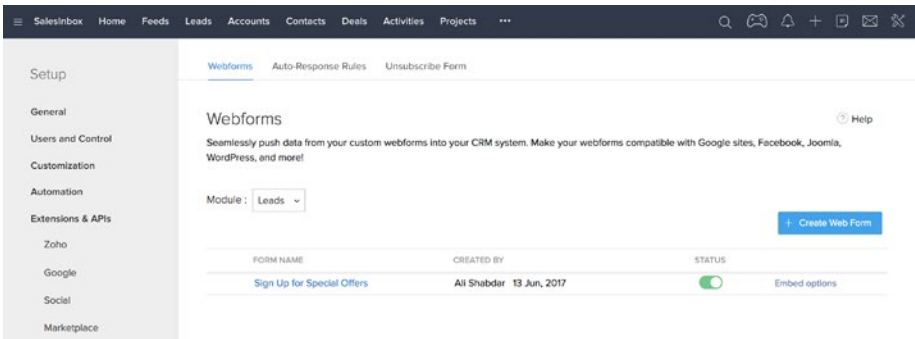 SalesInbox Home Feeds Leads Accounts Contacts Deals Activities Projects •••
Setup
General
Users and Control
Customization
Automation
Extensions & APIs
Zoho
Google
Social
Marketplace
Webforms Auto-Response Rules Unsubscribe Form
Webforms
? Help
Seamlessly push data from your custom webforms into your CRM system. Make your webforms compatible with Google sites, Facebook, Joomla,
WordPress, and more!
Module : Leads
+ Create Web Form
FORM NAME CREATED BY STATUS
Sign Up for Special Offers Ali Shabdar 13 Jun, 2017 Embed options